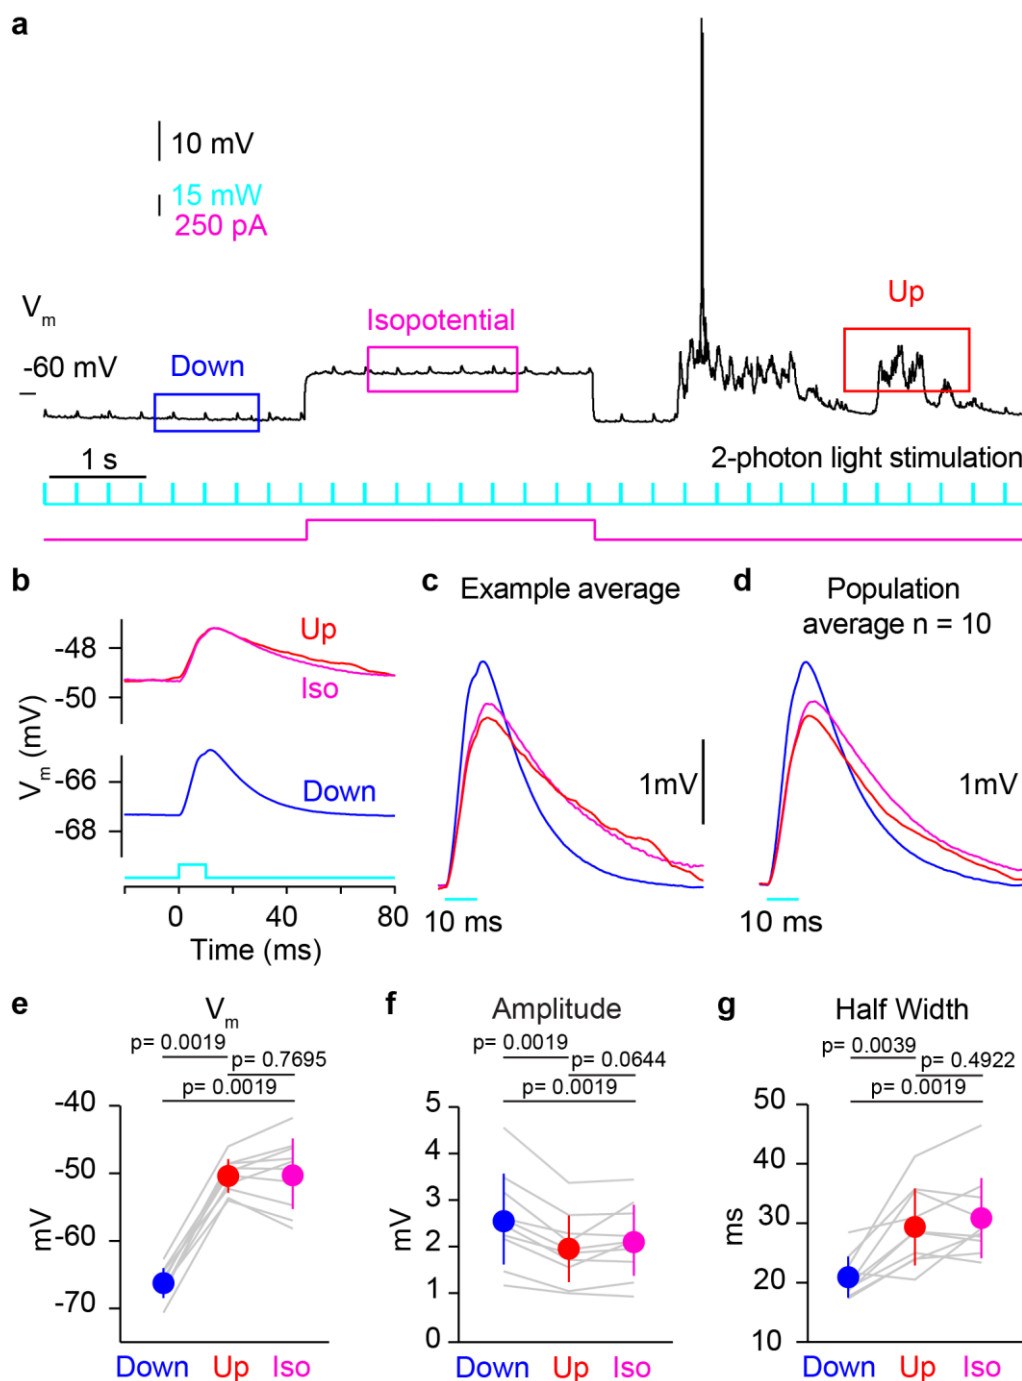 a
10 mV
15 mW
250 pA
Vm
-60 mV
Down
Isopotential
Up
1 s
2-photon light stimulation
b
Up
Iso
Down
-48
-50
-66
-68
Vm (mV)
0
40
80
Time (ms)
c
Example average
1mV
10 ms
d
Population
average n = 10
1mV
10 ms
e
Vm
p= 0.0019
p= 0.7695
p= 0.0019
-40
-50
-60
-70
mV
Down
Up
Iso
f
Amplitude
p= 0.0019
p= 0.0644
p= 0.0019
5
4
3
2
1
0
mV
Down
Up
Iso
g
Half Width
p= 0.0039
p= 0.4922
p= 0.0019
50
40
30
20
10
ms
Down
Up
Iso